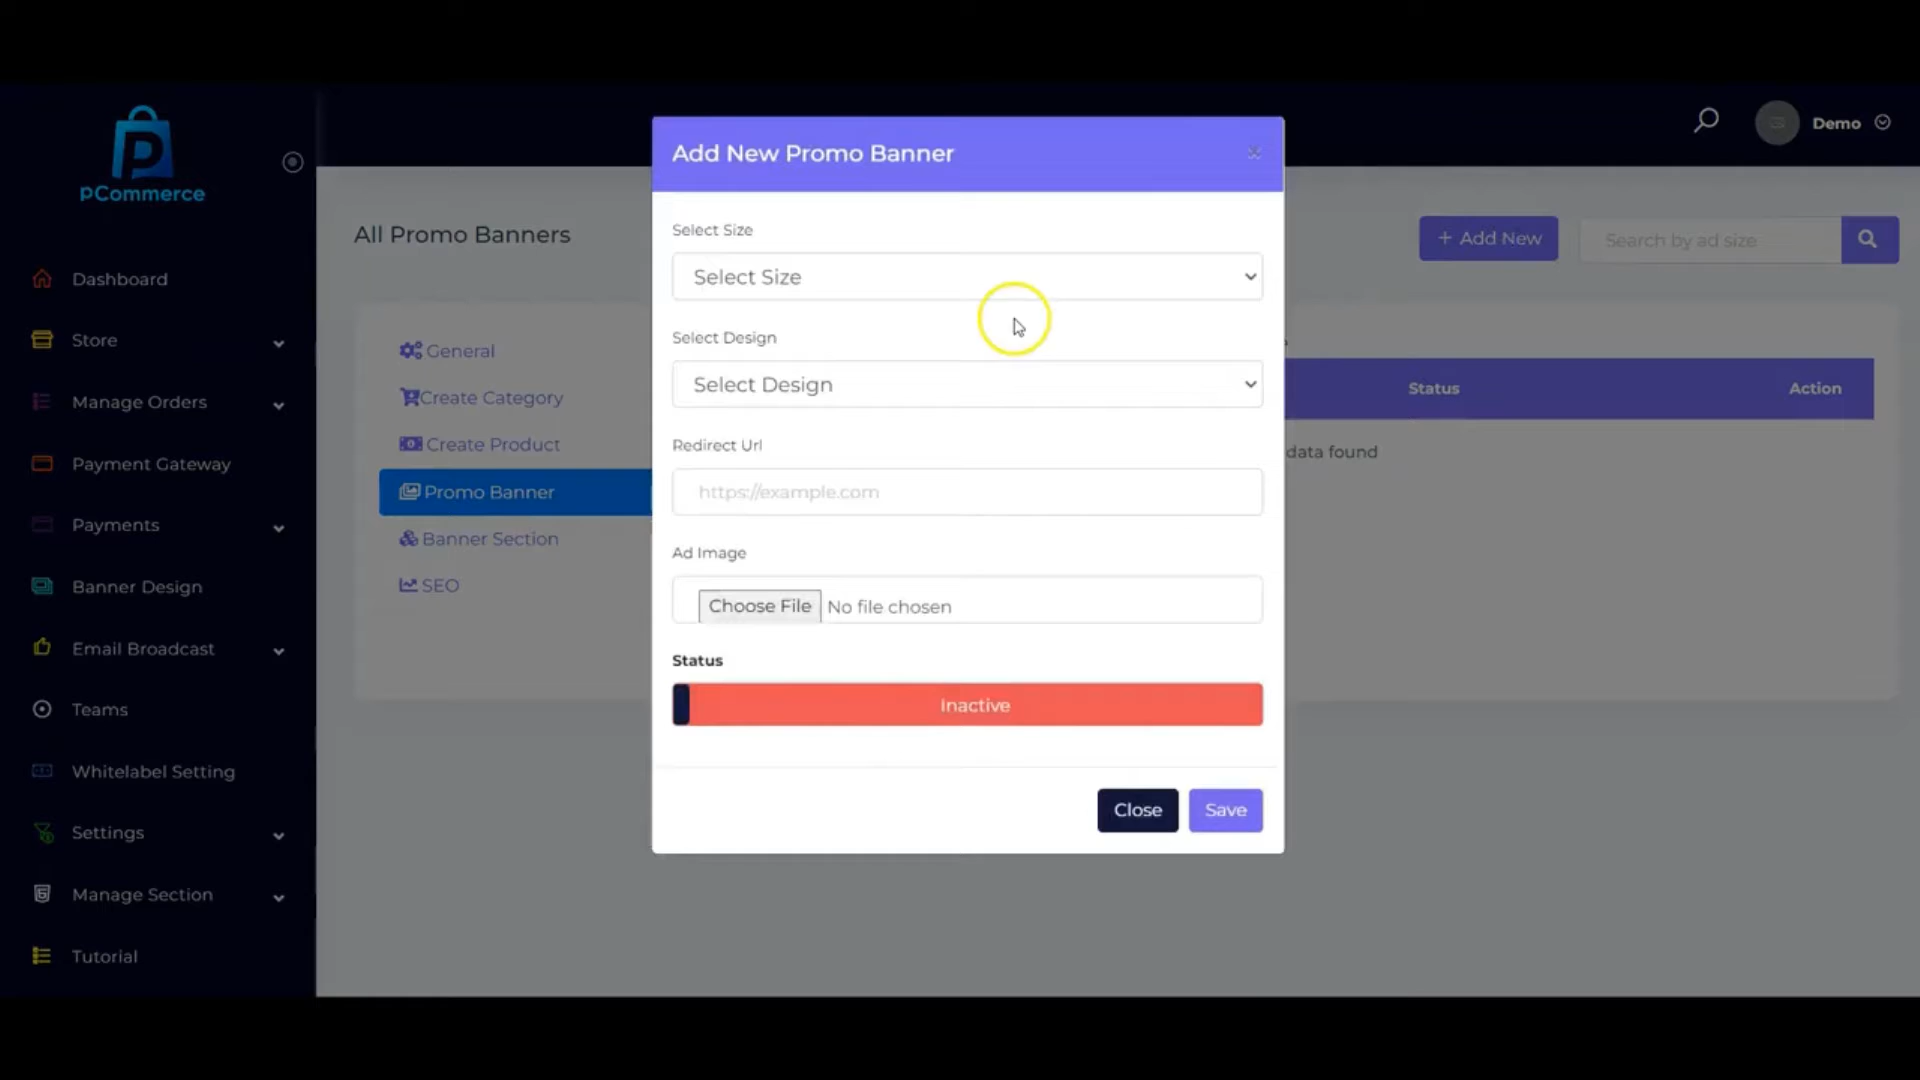 PCommerce
Dashboard
Store
Manage Orders
Payment Gateway
Payments
Banner Design
Email Broadcast
Teams
Whitelabel Setting
Settings
Manage Section
Tutorial
Demo
All Promo Banners
+ Add New
Search by ad size
General
Create Category
Create Product
Promo Banner
Banner Section
SEO
Status
Action
data found
Add New Promo Banner
×
Select Size
Select Size
Select Design
Select Design
Redirect Url
https://example.com
Ad Image
Choose File No file chosen
Status
Inactive
Close
Save